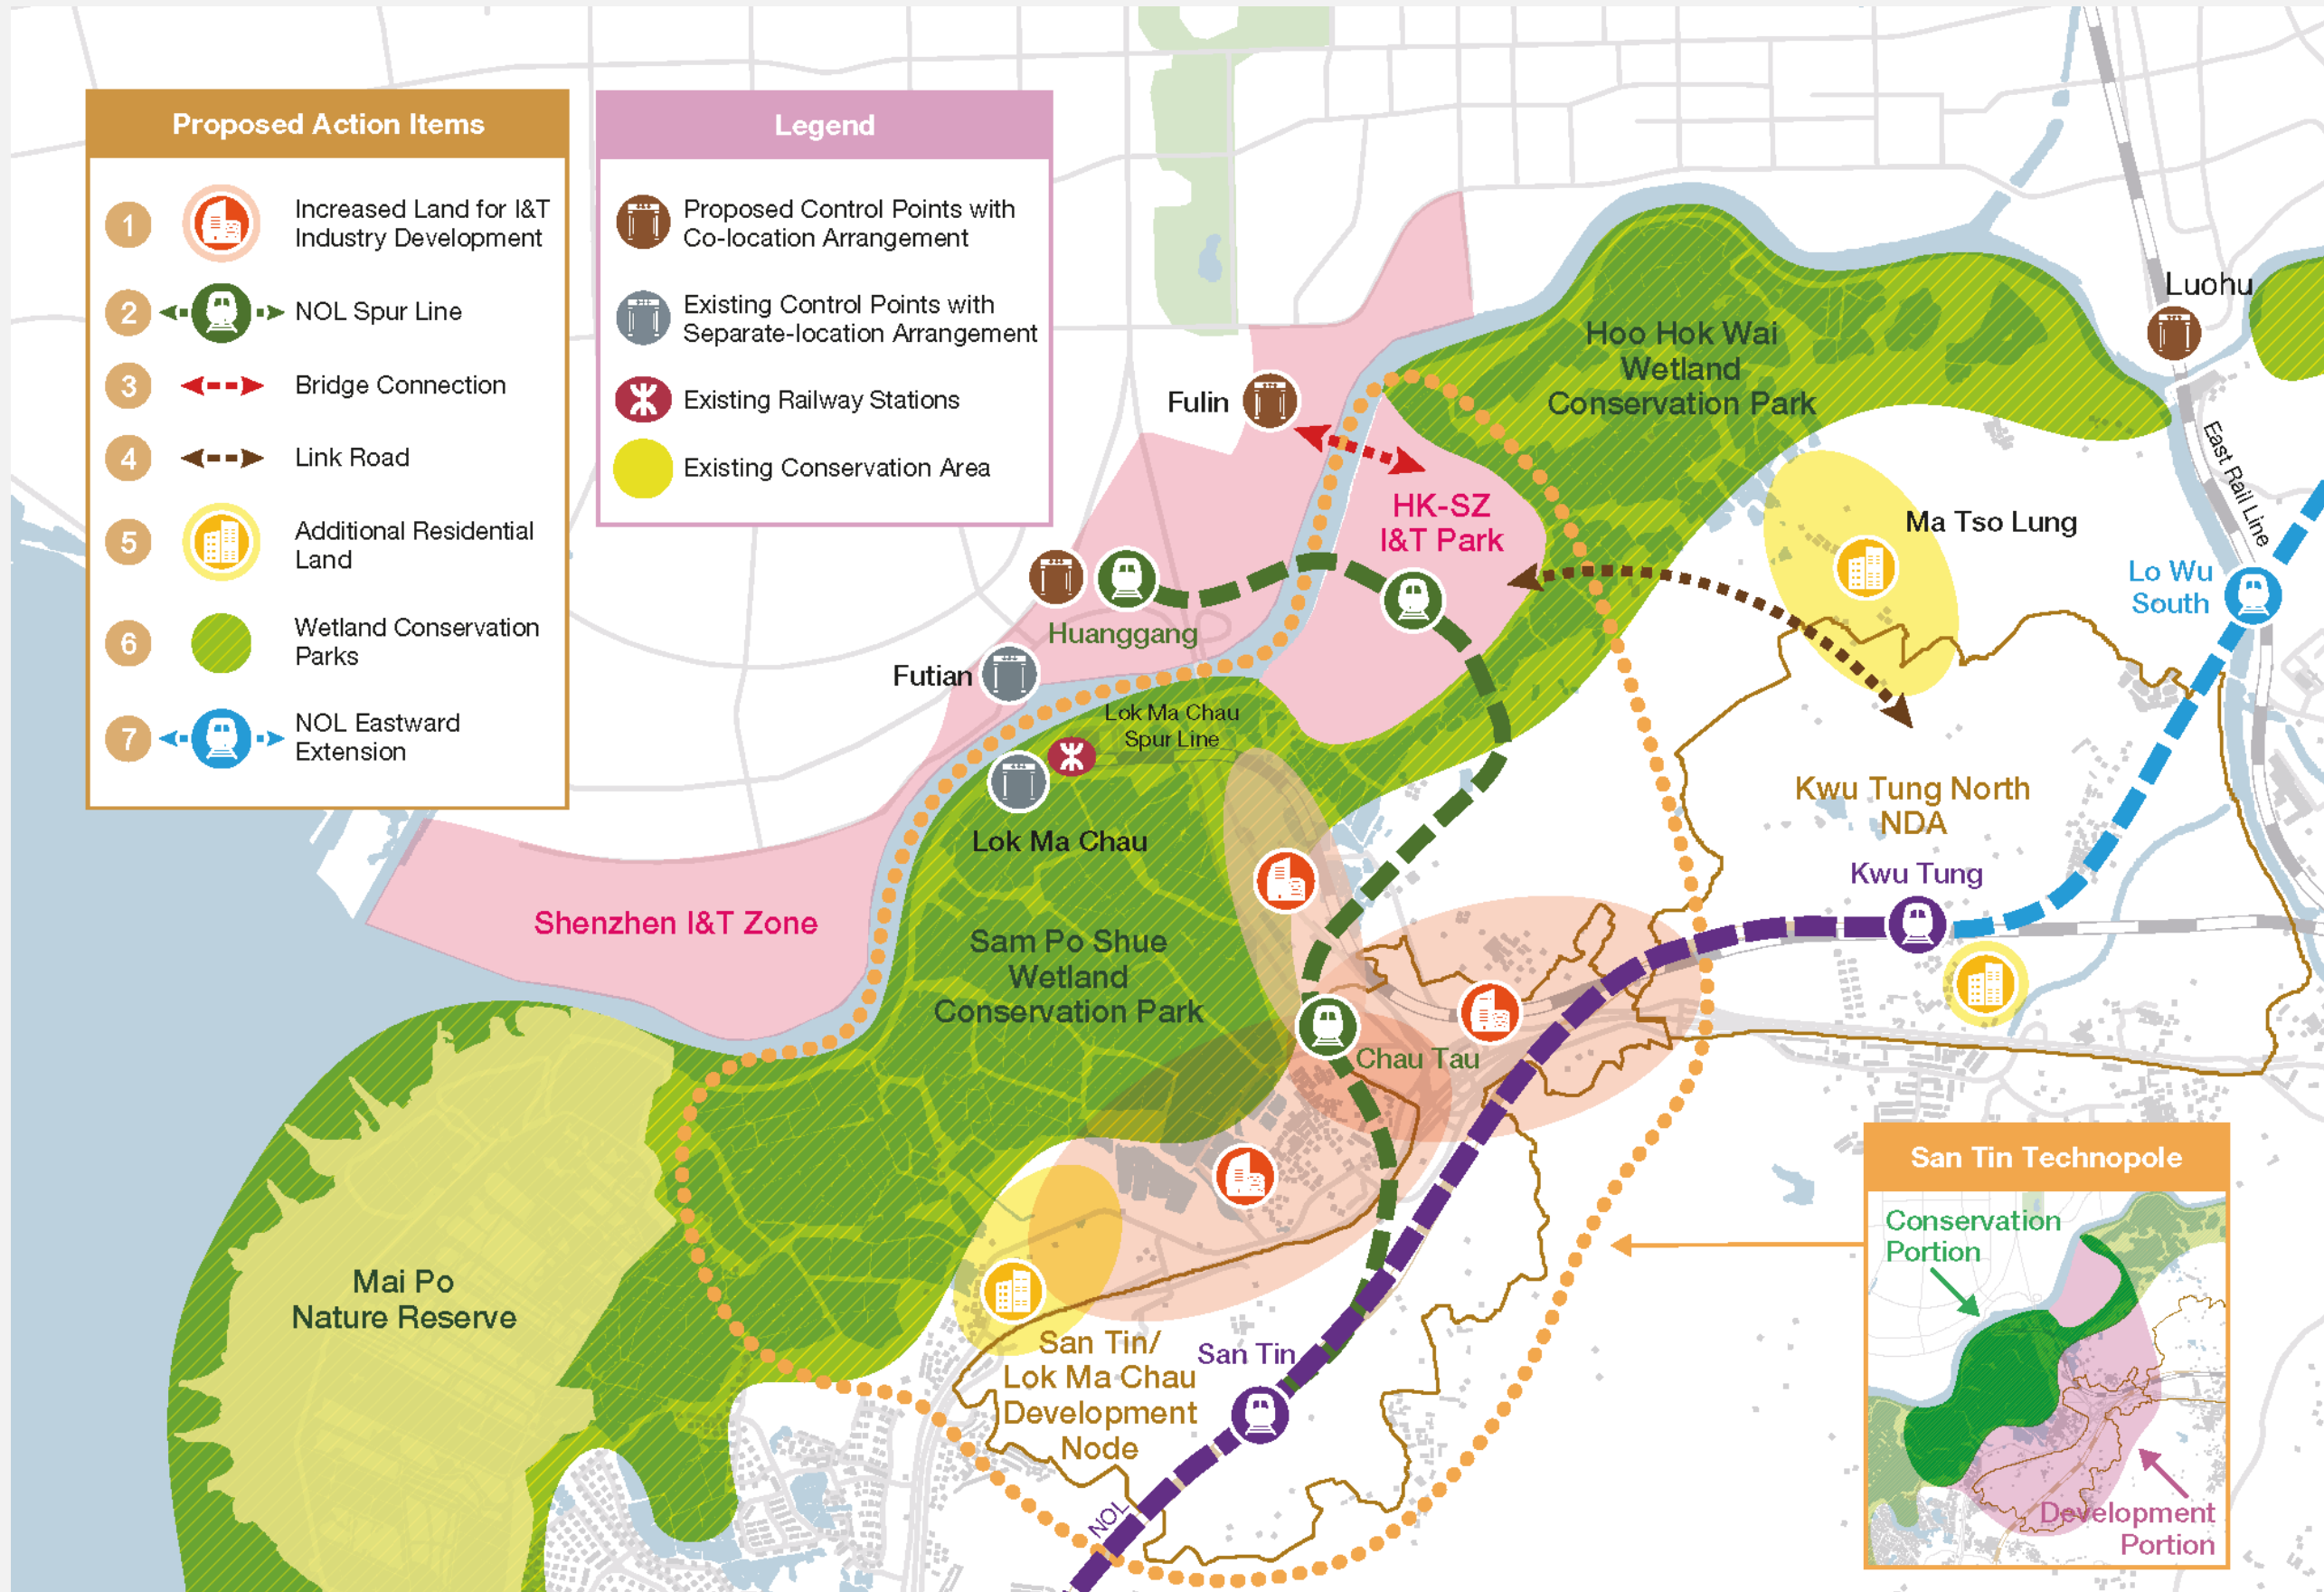 Proposed Action Items
1
Increased Land for I&T
Industry Development
2
NOL Spur Line
3
Bridge Connection
4
Link Road
5
Additional Residential
Land
6
Wetland Conservation
Parks
7
NOL Eastward
Extension
Legend
Proposed Control Points with
Co-location Arrangement
Existing Control Points with
Separate-location Arrangement
Existing Railway Stations
Existing Conservation Area
Luohu
Hoo Hok Wai
Wetland
Conservation Park
Fulin
East Rail Line
HK-SZ
I&T Park
Ma Tso Lung
Lo Wu
South
Huanggang
Futian
Lok Ma Chau
Spur Line
Lok Ma Chau
Kwu Tung North
NDA
Kwu Tung
Shenzhen I&T Zone
Sam Po Shue
Wetland
Conservation Park
Chau Tau
Mai Po
Nature Reserve
San Tin/
Lok Ma Chau
Development
Node
San Tin
NOL
San Tin Technopole
Conservation
Portion
Development
Portion